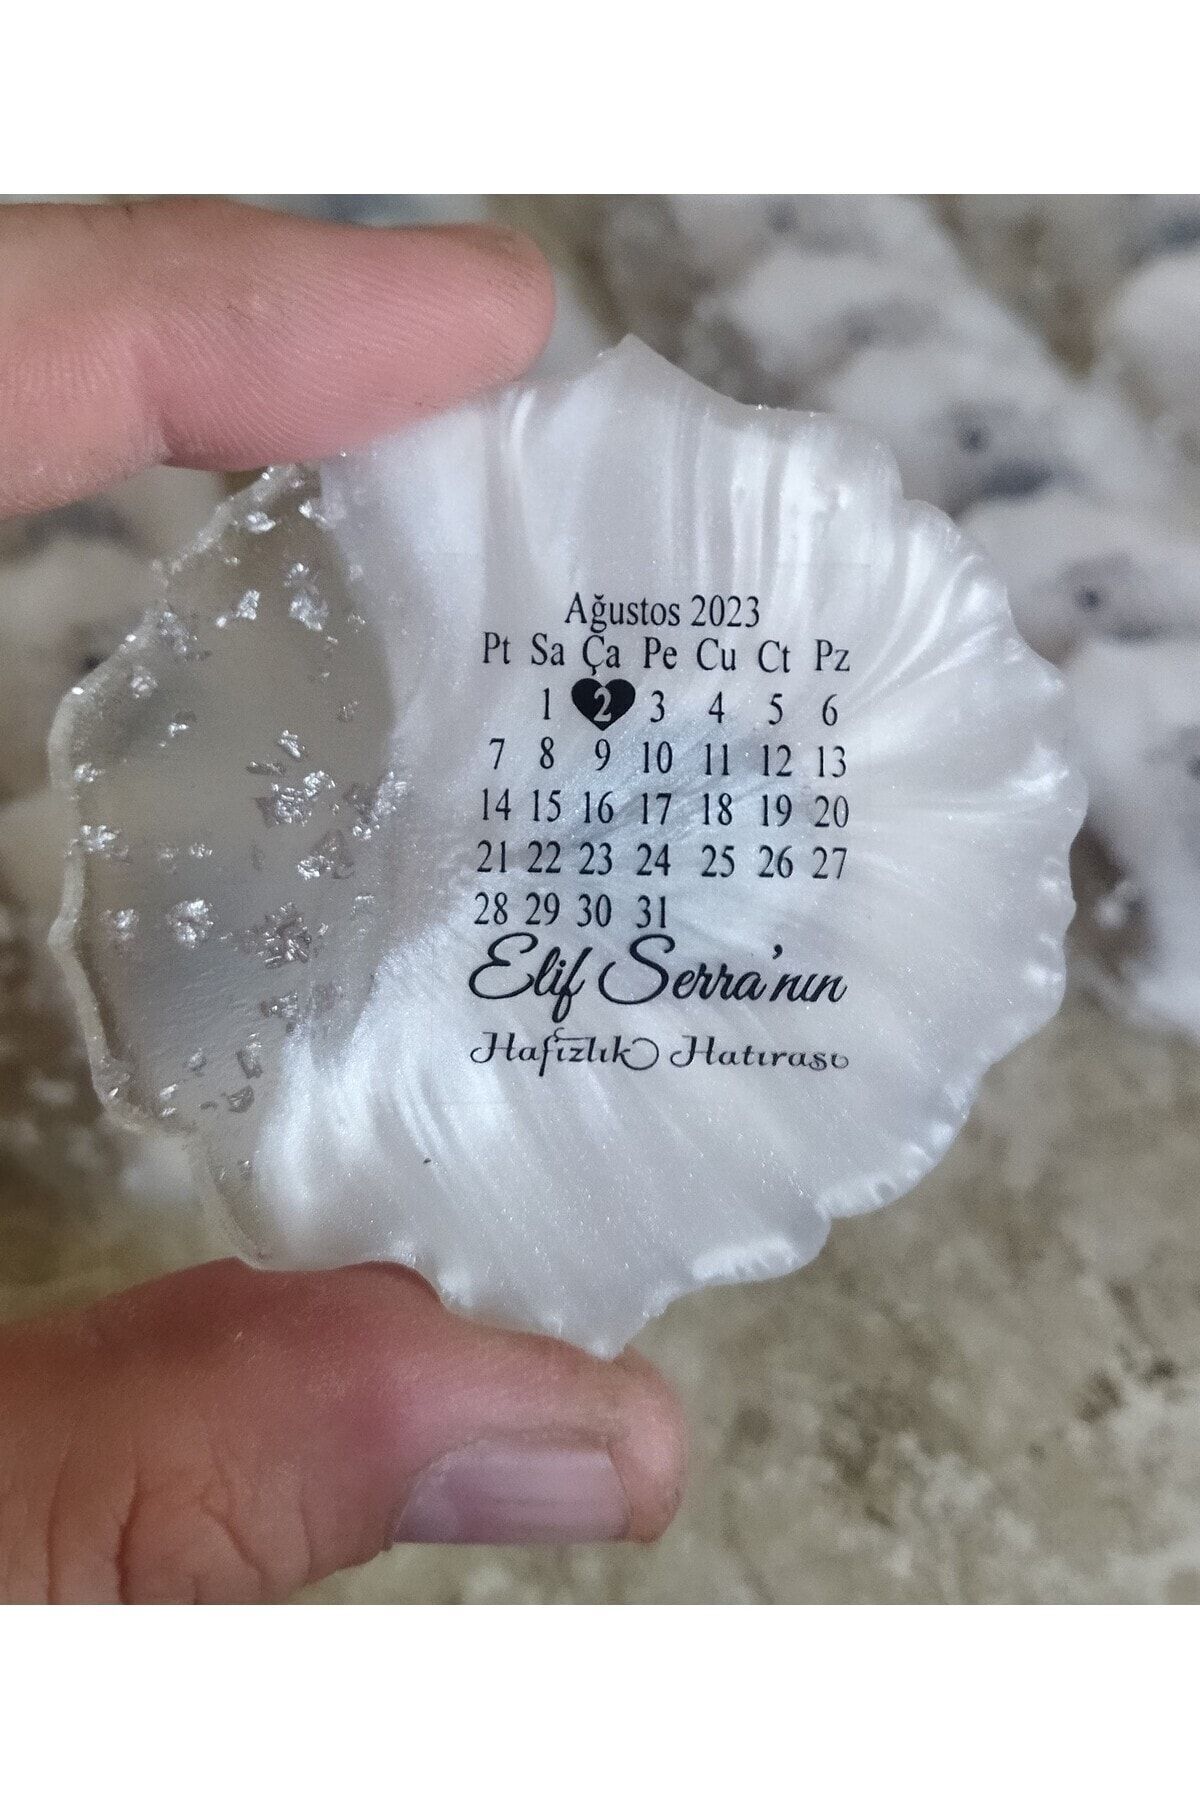 Ağustos 2023
Pt Sa Ça Pe Cu Ct Pz
1 2 3 4 5 6
7 8 9 10 11 12 13
14 15 16 17 18 19 20
21 22 23 24 25 26 27
28 29 30 31
Elif Serra'nın
Hafızlık Hatırası